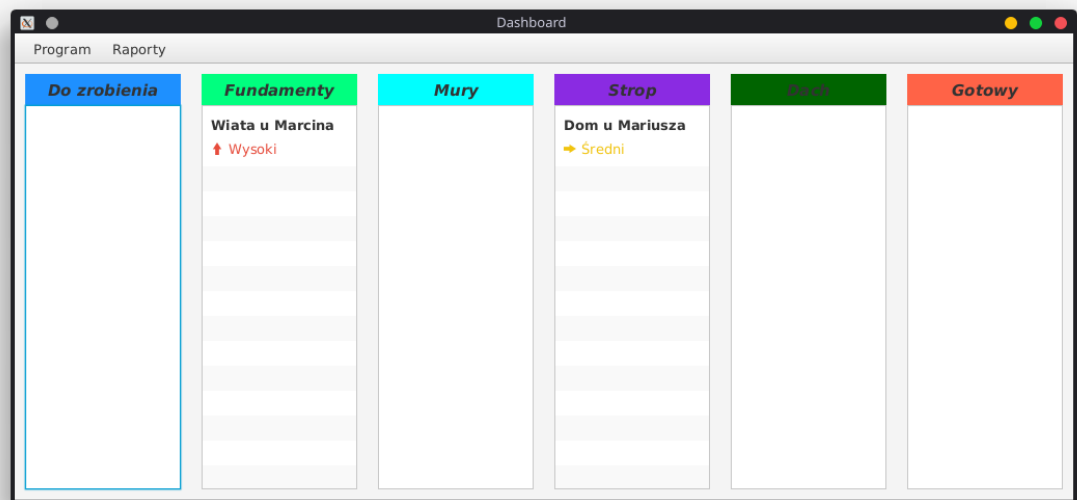 Dashboard
Program Raporty
Do zrobienia
Fundamenty
Mury
Strop
Dach
Gotowy
Wiata u Marcina
Wysoki
Dom u Mariusza
Średni